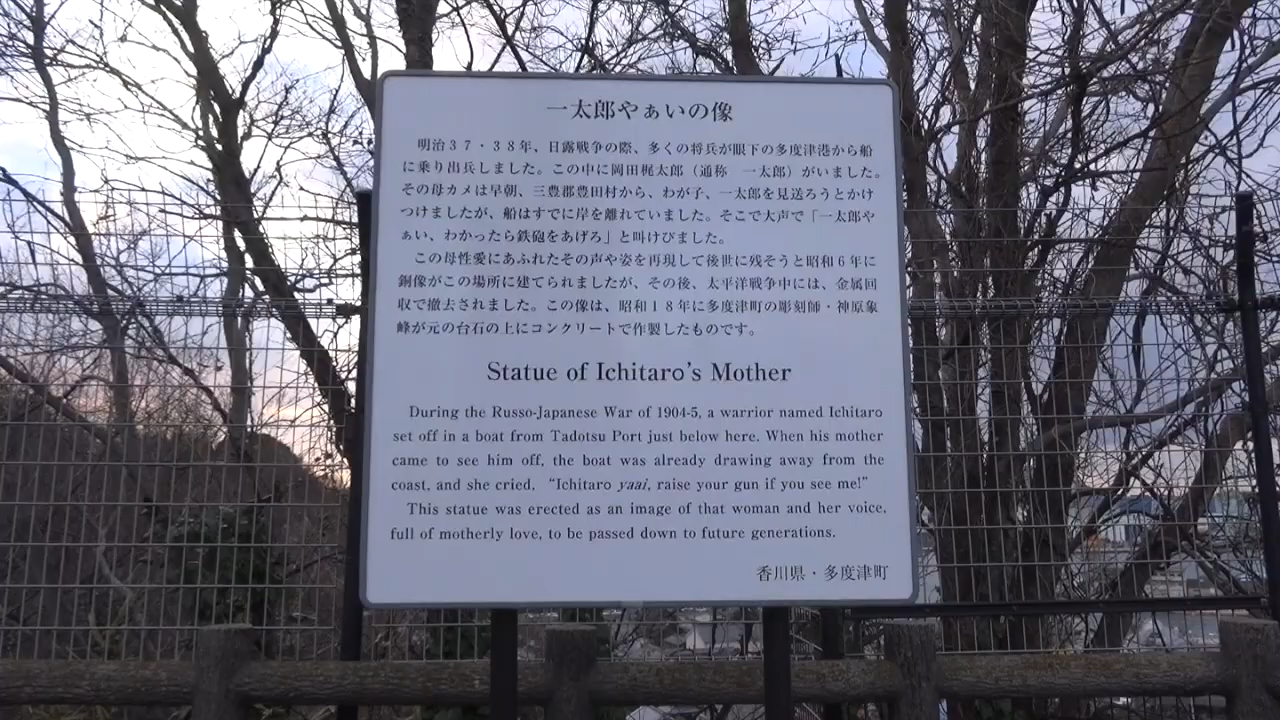 一太郎やぁいの像
明治３７・３８年、日露戦争の際、多くの将兵が眼下の多度津港から船
に乗り出兵しました。この中に岡田梶太郎（通称　一太郎）がいました。
その母カメは早朝、三豊郡豊田村から、わが子、一太郎を見送ろうとかけ
つけましたが、船はすでに岸を離れていました。そこで大声で「一太郎や
ぁい、わかったら鉄砲をあげろ」と叫けびました。
この母性愛にあふれたその声や姿を再現して後世に残そうと昭和６年に
銅像がこの場所に建てられましたが、その後、太平洋戦争中には、金属回
収で撤去されました。この像は、昭和１８年に多度津町の彫刻師・神原象
峰が元の台石の上にコンクリートで作製したものです。
Statue of Ichitaro's Mother
During the Russo-Japanese War of 1904-5, a warrior named Ichitaro
set off in a boat from Tadotsu Port just below here. When his mother
came to see him off, the boat was already drawing away from the
coast, and she cried, "Ichitaro yaai, raise your gun if you see me!"
This statue was erected as an image of that woman and her voice,
full of motherly love, to be passed down to future generations.
香川県・多度津町